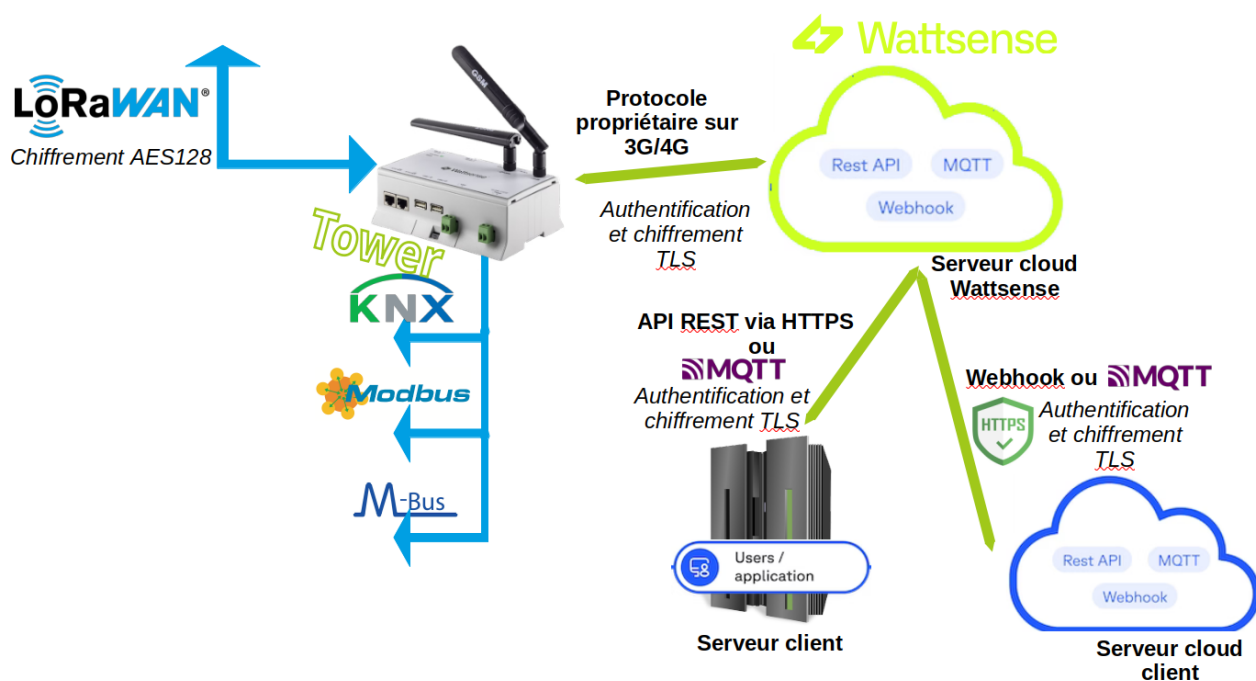 Wattsense
LoRaWAN®
Chiffrement AES128
GSM
Wattsense
Tower
Protocole
propriétaire sur
3G/4G
Authentification
et chiffrement
TLS
Rest API
MQTT
Webhook
Serveur cloud
Wattsense
KNX
Modbus
M-Bus
API REST via HTTPS
ou
MQTT
Authentification et
chiffrement TLS
Users /
application
Serveur client
Webhook ou MQTT
HTTPS
Authentification
et chiffrement
TLS
Rest API
MQTT
Webhook
Serveur cloud
client